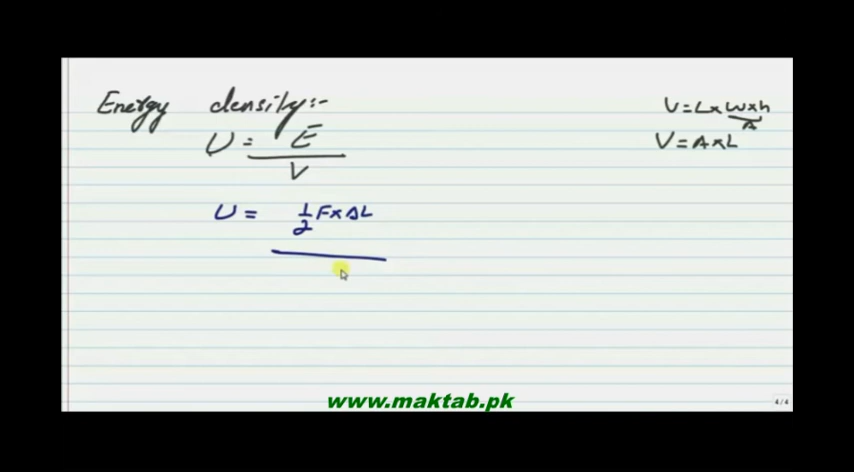 Energy density:-
U = E / V
U = 1/2 F x ΔL
V = L x w x h
A
V = A x L
www.maktab.pk
4/4